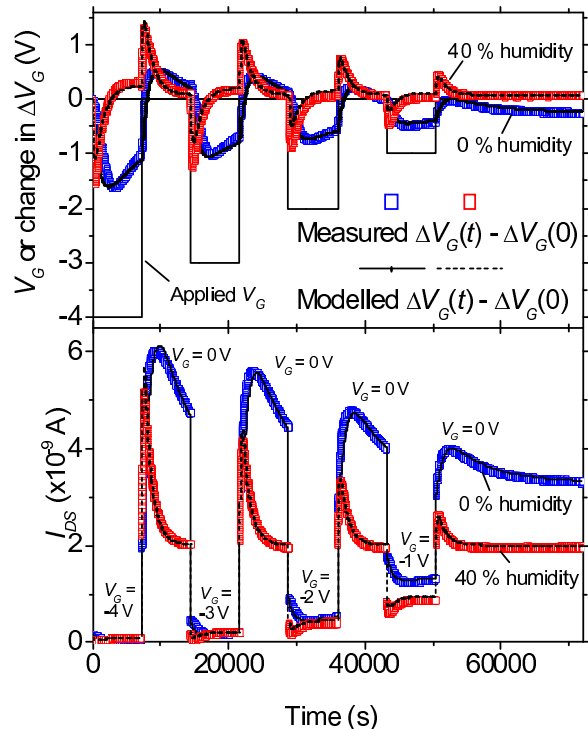 V_G or change in ΔV_G (V)
1
0
-1
-2
-3
-4
40 % humidity
0 % humidity
Measured ΔV_G(t) - ΔV_G(0)
Applied V_G
Modelled ΔV_G(t) - ΔV_G(0)
I_DS (x10^-9 A)
6
4
2
0
V_G = 0 V
V_G = 0 V
V_G = 0 V
V_G = 0 V
0 % humidity
40 % humidity
V_G =
-4 V
V_G =
-3 V
V_G =
-2 V
V_G =
-1 V
0
20000
40000
60000
Time (s)